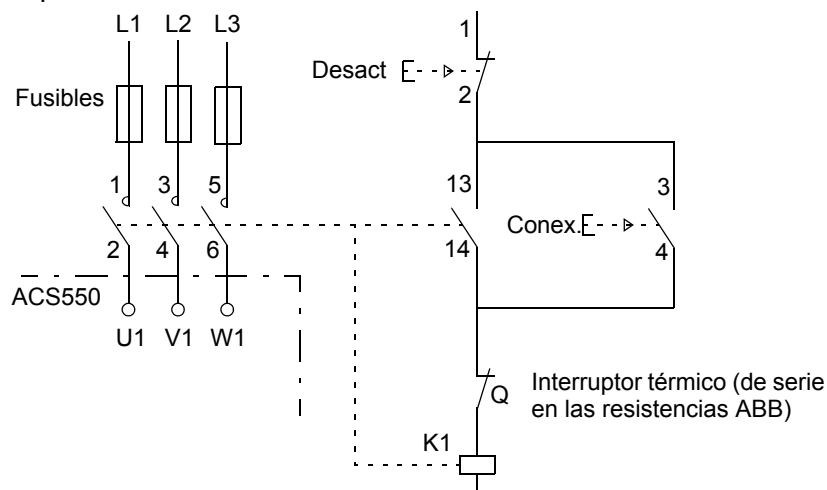 L1 L2 L3
1
Desact
2
Fusibles
1 3 5
13
3
Conex.
2 4 6
14
4
ACS550
U1 V1 W1
Q
Interruptor térmico (de serie
en las resistencias ABB)
K1